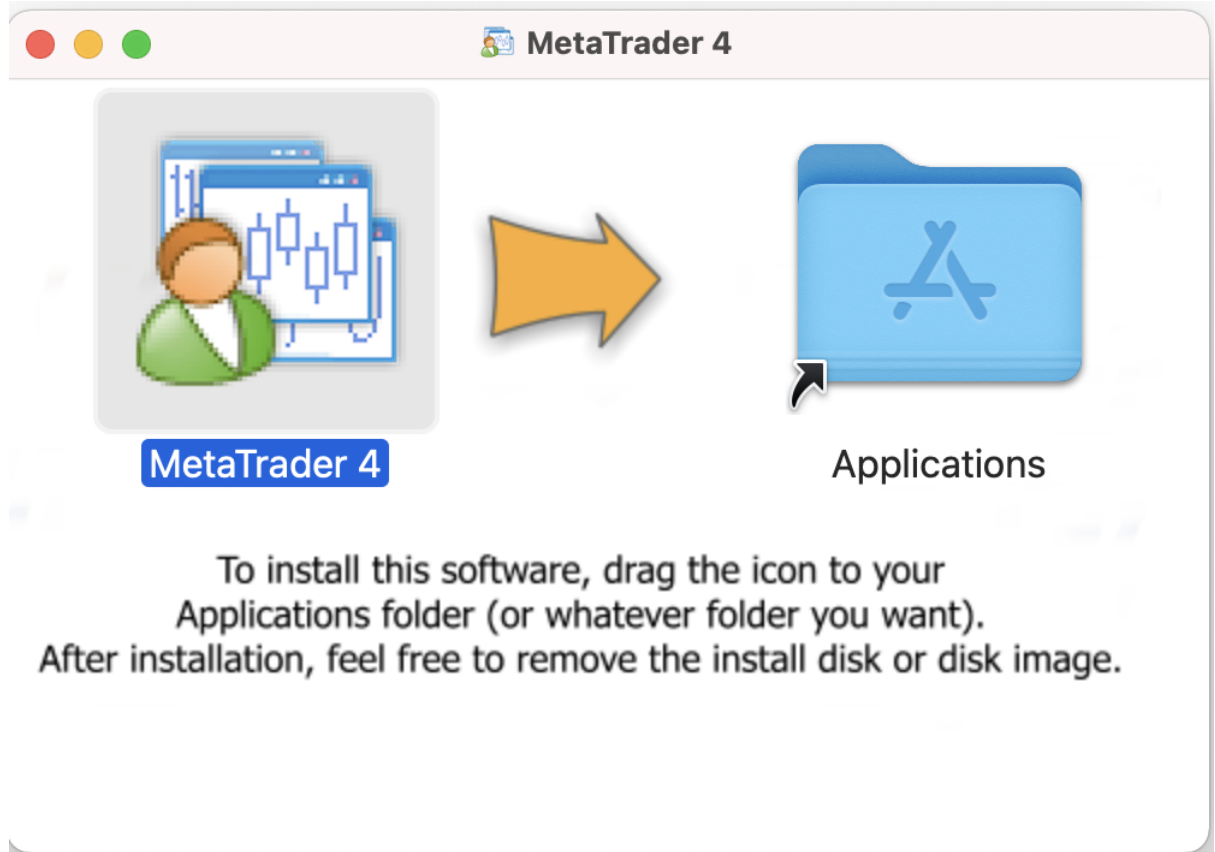 MetaTrader 4
MetaTrader 4
Applications
To install this software, drag the icon to your
Applications folder (or whatever folder you want).
After installation, feel free to remove the install disk or disk image.